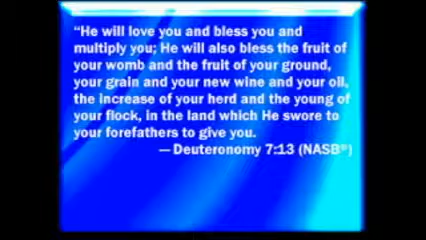 “He will love you and bless you and
multiply you; He will also bless the fruit of
your womb and the fruit of your ground,
your grain and your new wine and your oil,
the increase of your herd and the young of
your flock, in the land which He swore to
your forefathers to give you.
— Deuteronomy 7:13 (NASB®)